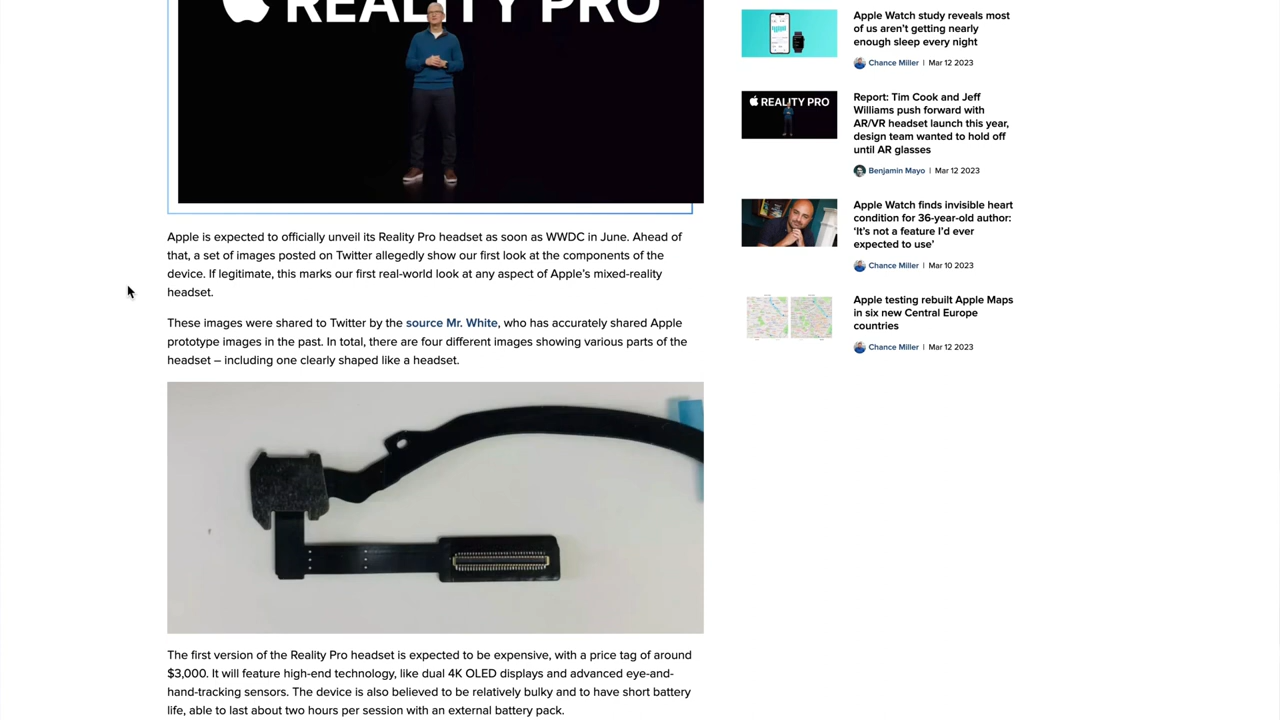 REALITY PRO
Apple is expected to officially unveil its Reality Pro headset as soon as WWDC in June. Ahead of
that, a set of images posted on Twitter allegedly show our first look at the components of the
device. If legitimate, this marks our first real-world look at any aspect of Apple’s mixed-reality
headset.
These images were shared to Twitter by the source Mr. White, who has accurately shared Apple
prototype images in the past. In total, there are four different images showing various parts of the
headset – including one clearly shaped like a headset.
The first version of the Reality Pro headset is expected to be expensive, with a price tag of around
$3,000. It will feature high-end technology, like dual 4K OLED displays and advanced eye-and-
hand-tracking sensors. The device is also believed to be relatively bulky and to have short battery
life, able to last about two hours per session with an external battery pack.
Apple Watch study reveals most
of us aren’t getting nearly
enough sleep every night
Chance Miller | Mar 12 2023
REALITY PRO
Report: Tim Cook and Jeff
Williams push forward with
AR/VR headset launch this year,
design team wanted to hold off
until AR glasses
Benjamin Mayo | Mar 12 2023
Apple Watch finds invisible heart
condition for 36-year-old author:
‘It’s not a feature I’d ever
expected to use’
Chance Miller | Mar 10 2023
Apple testing rebuilt Apple Maps
in six new Central Europe
countries
Chance Miller | Mar 12 2023